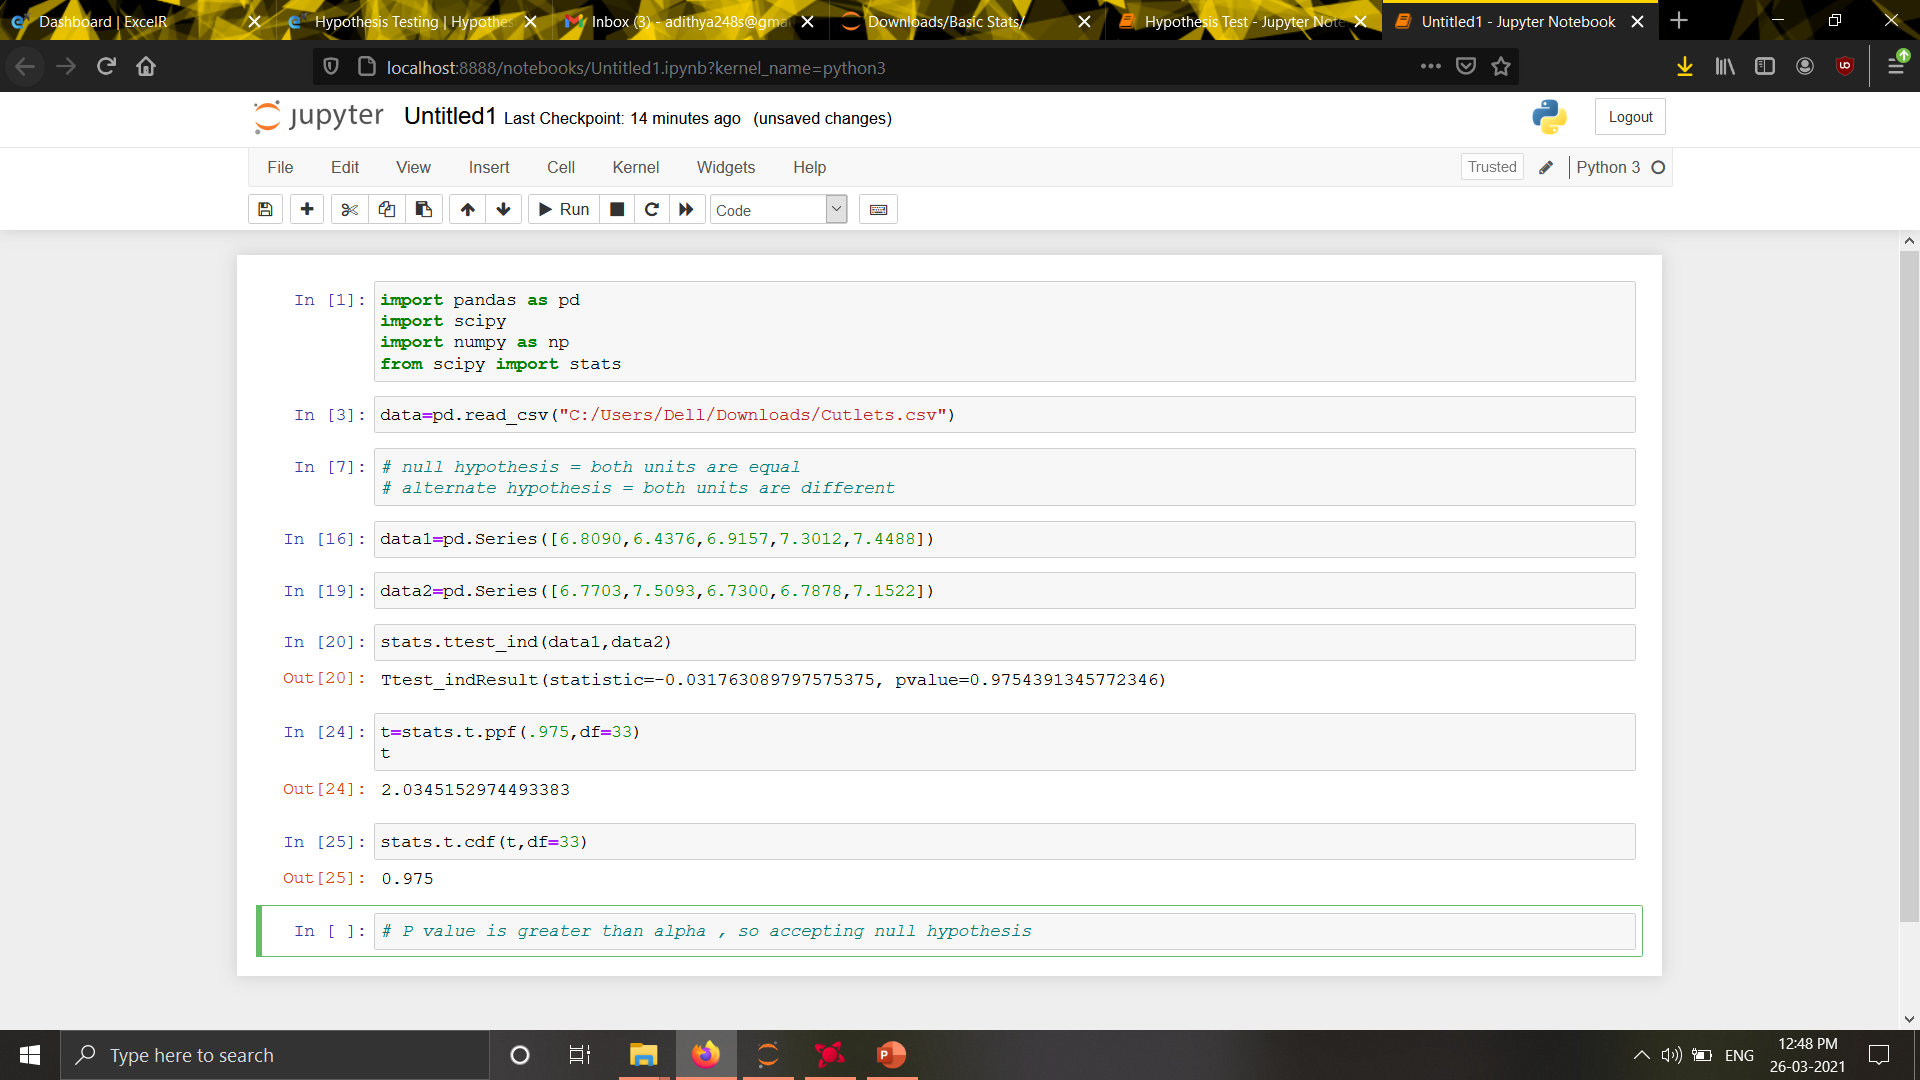 Dashboard | ExcelR
Hypothesis Testing | Hypothes
Inbox (3) - adithya248s@gma
Downloads/Basic Stats/
Hypothesis Test - Jupyter Note
Untitled1 - Jupyter Notebook
localhost:8888/notebooks/Untitled1.ipynb?kernel_name=python3
jupyter Untitled1 Last Checkpoint: 14 minutes ago (unsaved changes)
Logout
File Edit View Insert Cell Kernel Widgets Help
Trusted Python 3
Run Code
In [1]: import pandas as pd
import scipy
import numpy as np
from scipy import stats
In [3]: data=pd.read_csv("C:/Users/Dell/Downloads/Cutlets.csv")
In [7]: # null hypothesis = both units are equal
# alternate hypothesis = both units are different
In [16]: data1=pd.Series([6.8090,6.4376,6.9157,7.3012,7.4488])
In [19]: data2=pd.Series([6.7703,7.5093,6.7300,6.7878,7.1522])
In [20]: stats.ttest_ind(data1,data2)
Out[20]: Ttest_indResult(statistic=-0.031763089797575375, pvalue=0.9754391345772346)
In [24]: t=stats.t.ppf(.975,df=33)
t
Out[24]: 2.0345152974493383
In [25]: stats.t.cdf(t,df=33)
Out[25]: 0.975
In [ ]: # P value is greater than alpha , so accepting null hypothesis
Type here to search
ENG
12:48 PM
26-03-2021